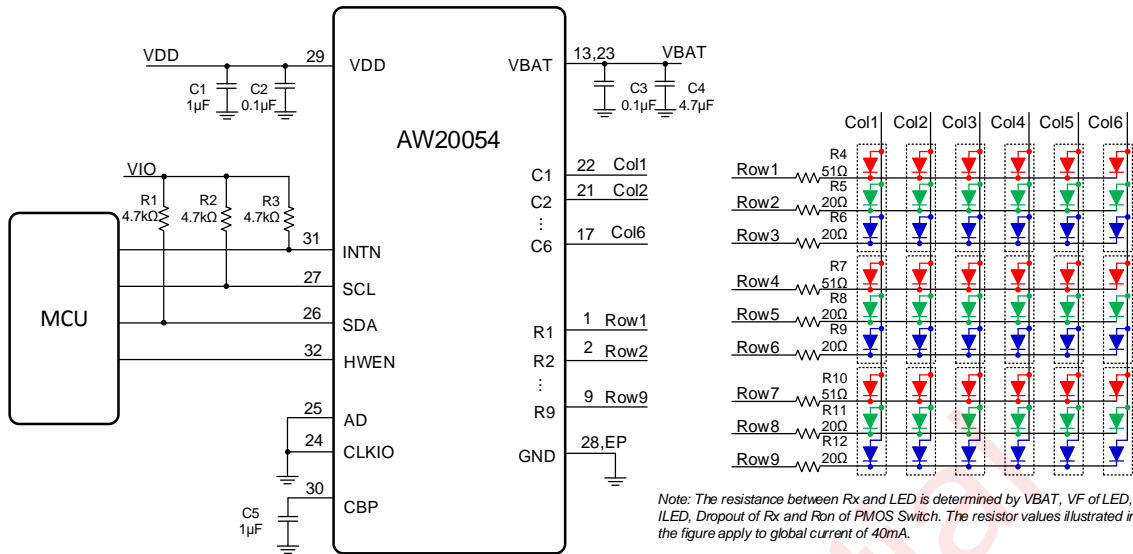 VDD
29
VDD
C1
1μF
C2
0.1μF
VBAT
13,23
VBAT
C3
0.1μF
C4
4.7μF
AW20054
VIO
R1
4.7kΩ
R2
4.7kΩ
R3
4.7kΩ
MCU
31
INTN
27
SCL
26
SDA
32
HWEN
25
AD
24
CLKIO
30
CBP
C5
1μF
C1
22
Col1
C2
21
Col2
...
C6
17
Col6
R1
1
Row1
R2
2
Row2
...
R9
9
Row9
GND
28,EP
Col1 Col2 Col3 Col4 Col5 Col6
Row1
R4
51Ω
Row2
R5
20Ω
Row3
R6
20Ω
Row4
R7
51Ω
Row5
R8
20Ω
Row6
R9
20Ω
Row7
R10
51Ω
Row8
R11
20Ω
Row9
R12
20Ω
Note: The resistance between Rx and LED is determined by VBAT, VF of LED,
ILED, Dropout of Rx and Ron of PMOS Switch. The resistor values illustrated in
the figure apply to global current of 40mA.